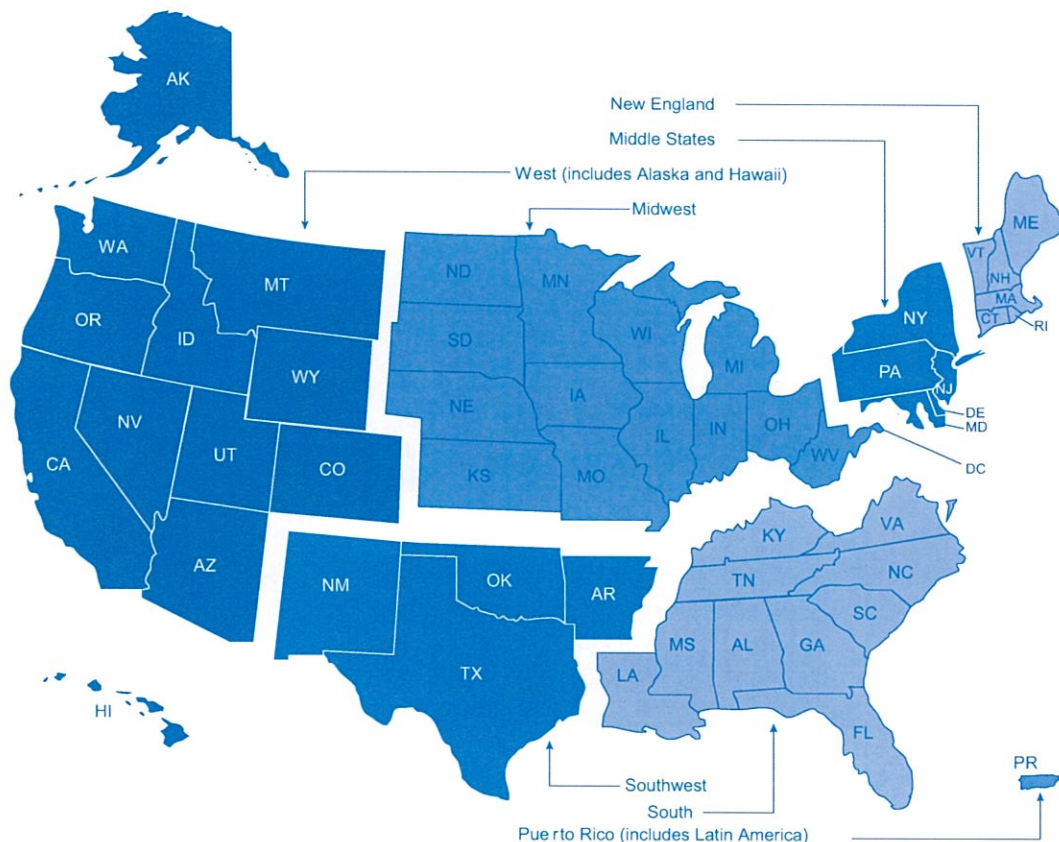 AK
New England
Middle States
West (includes Alaska and Hawaii)
Midwest
ME
WA
VT
ND
MN
MT
NH
MA
OR
NY
CT
RI
ID
SD
WI
MI
WY
PA
NJ
IA
NE
DE
NV
MD
OH
IL
IN
UT
CA
CO
WV
KS
MO
DC
VA
KY
AZ
NC
TN
OK
NM
AR
SC
MS
AL
GA
TX
LA
HI
FL
PR
Southwest
South
Puerto Rico (includes Latin America)